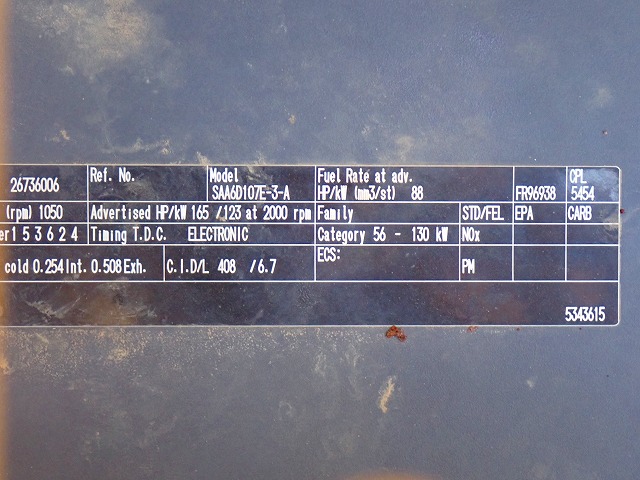 26736006 Ref. No. Model SAA6D107E-3-A Fuel Rate at adv. HP/kW (mm3/st) 88 FR96938 CPL 5454
(rpm) 1050 Advertised HP/kW 165 /123 at 2000 rpm Family STD/FEL EPA CARB
er 1 5 3 6 2 4 Timing T.D.C. ELECTRONIC Category 56 - 130 kW NOx
cold 0.254 Int. 0.508 Exh. C.I.D/L 408 /6.7 ECS: PM
5343615